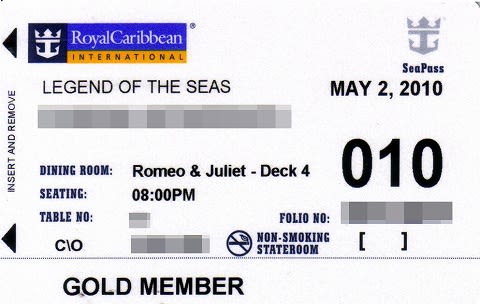 RoyalCaribbean®
INTERNATIONAL
SeaPass
LEGEND OF THE SEAS
MAY 2, 2010
INSERT AND REMOVE
010
DINING ROOM: Romeo & Juliet - Deck 4
SEATING: 08:00PM
TABLE NO:
FOLIO NO:
C\O
NON-SMOKING
STATEROOM
[ ]
GOLD MEMBER